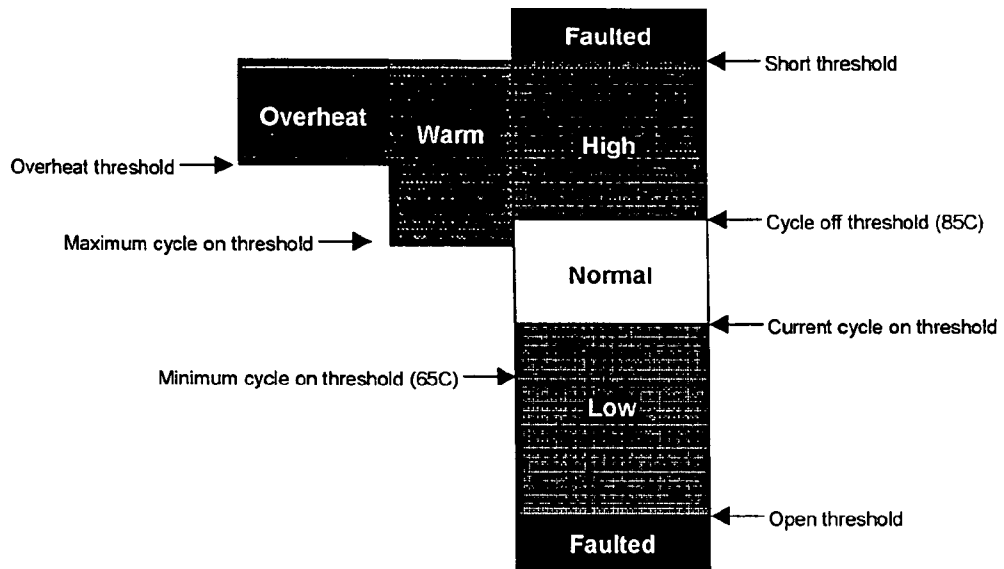 Faulted
Short threshold
Overheat
Warm
High
Overheat threshold
Cycle off threshold (85C)
Maximum cycle on threshold
Normal
Current cycle on threshold
Minimum cycle on threshold (65C)
Low
Open threshold
Faulted